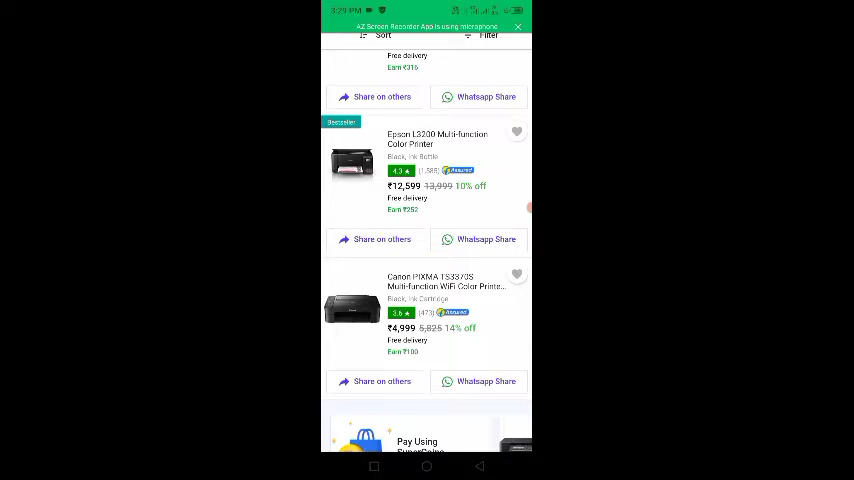 3:29 PM
AZ Screen Recorder App is using microphone
Sort
Filter
Free delivery
Earn ₹316
Share on others
Whatsapp Share
Bestseller
Epson L3200 Multi-function
Color Printer
Black, Ink Bottle
4.3 ★ (1,585) Assured
₹12,599 13,999 10% off
Free delivery
Earn ₹252
Share on others
Whatsapp Share
Canon PIXMA TS3370S
Multi-function WiFi Color Printe...
Black, Ink Cartridge
3.6 ★ (473) Assured
₹4,999 5,825 14% off
Free delivery
Earn ₹100
Share on others
Whatsapp Share
Pay Using
SuperCoins